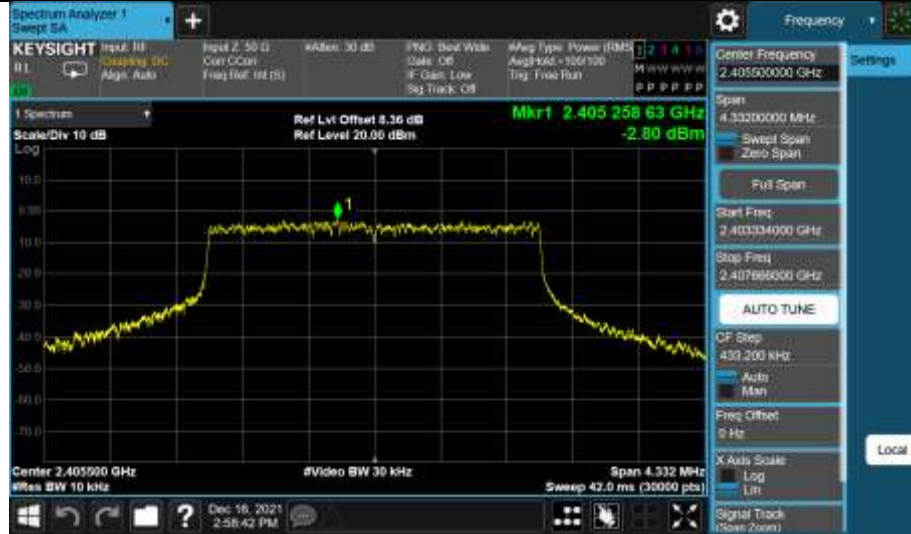 Spectrum Analyzer 1
Swept SA
+
Frequency
KEYSIGHT
RL
Input: RF
Coupling: DC
Align: Auto
Input Z: 50 Ω
Corr CCorr
Freq Ref: Int (S)
#Atten: 30 dB
PNO: Best Wide
Gate: Off
IF Gain: Low
Sig Track: Off
#Avg Type: Power (RMS
Avg|Hold: >100/100
Trig: Free Run
1 2 3 4 5 6
M W W W W W
P P P P P P
1 Spectrum
Scale/Div 10 dB
Log
Ref Lvl Offset 8.36 dB
Ref Level 20.00 dBm
Mkr1 2.405 258 63 GHz
-2.80 dBm
10.0
0.00
-10.0
-20.0
-30.0
-40.0
-50.0
-60.0
-70.0
1
Center 2.405500 GHz
#Res BW 10 kHz
#Video BW 30 kHz
Span 4.332 MHz
Sweep 42.0 ms (30000 pts)
?
Dec 16, 2021
2:56:42 PM
Center Frequency
2.405500000 GHz
Span
4.33200000 MHz
Swept Span
Zero Span
Full Span
Start Freq
2.403334000 GHz
Stop Freq
2.407666000 GHz
AUTO TUNE
CF Step
433.200 kHz
Auto
Man
Freq Offset
0 Hz
X Axis Scale
Log
Lin
Signal Track
(Span Zoom)
Settings
Local